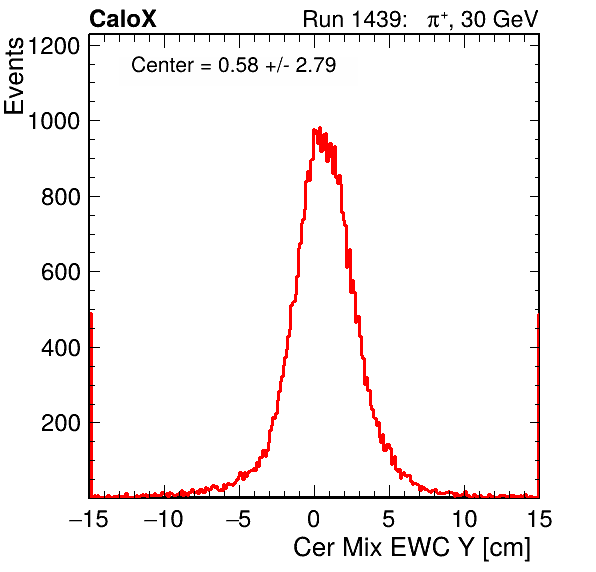 CaloX Run 1439: π⁺, 30 GeV
Events
Center = 0.58 +/- 2.79
1200
1000
800
600
400
200
−15 −10 −5 0 5 10 15
Cer Mix EWC Y [cm]